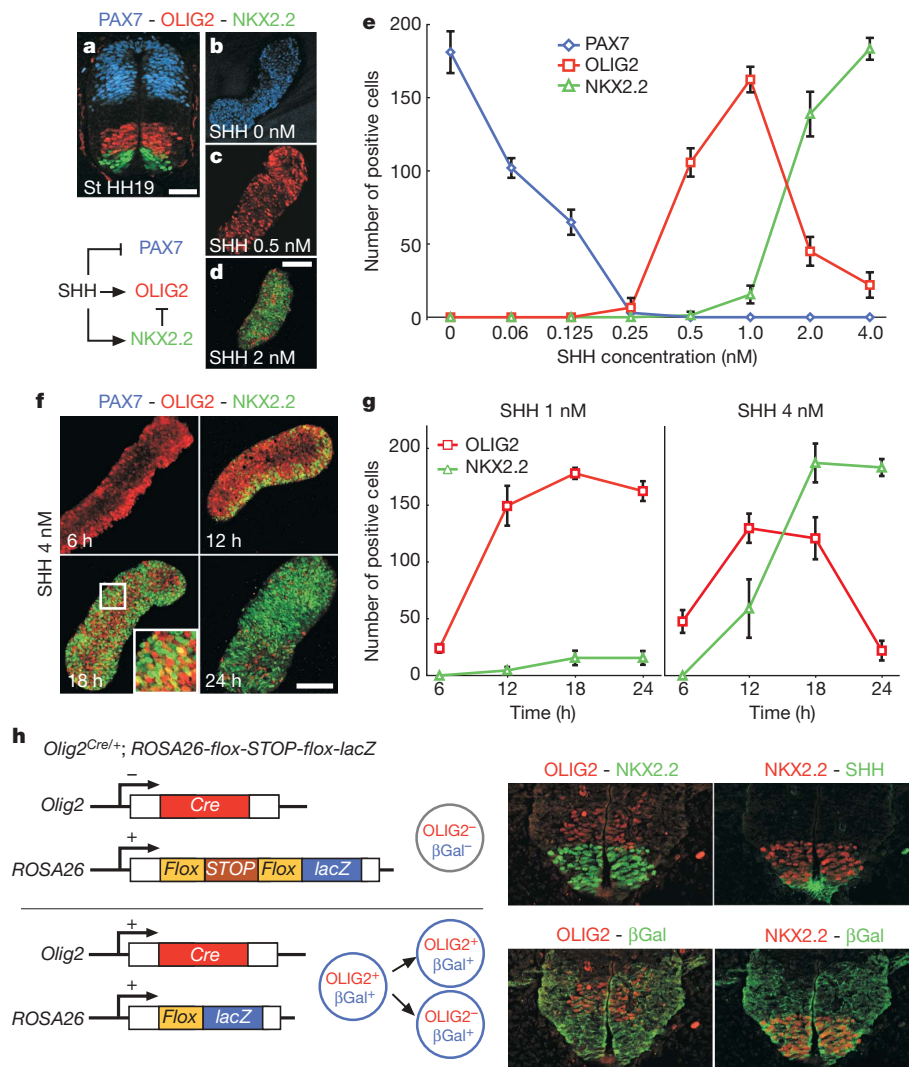 PAX7 - OLIG2 - NKX2.2
a
St HH19
b
SHH 0 nM
c
SHH 0.5 nM
d
SHH 2 nM
PAX7
SHH
OLIG2
NKX2.2
e
PAX7
OLIG2
NKX2.2
Number of positive cells
200
150
100
50
0
0
0.06
0.125
0.25
0.5
1.0
2.0
4.0
SHH concentration (nM)
f
PAX7 - OLIG2 - NKX2.2
SHH 4 nM
6 h
12 h
18 h
24 h
g
SHH 1 nM
SHH 4 nM
OLIG2
NKX2.2
Number of positive cells
200
150
100
50
0
6
12
18
24
6
12
18
24
Time (h)
Time (h)
h
Olig2Cre/+; ROSA26-flox-STOP-flox-lacZ
–
Olig2
Cre
+
ROSA26
Flox
STOP
Flox
lacZ
OLIG2–
βGal–
+
Olig2
Cre
+
ROSA26
Flox
lacZ
OLIG2+
βGal+
OLIG2+
βGal+
OLIG2–
βGal+
OLIG2 - NKX2.2
NKX2.2 - SHH
OLIG2 - βGal
NKX2.2 - βGal